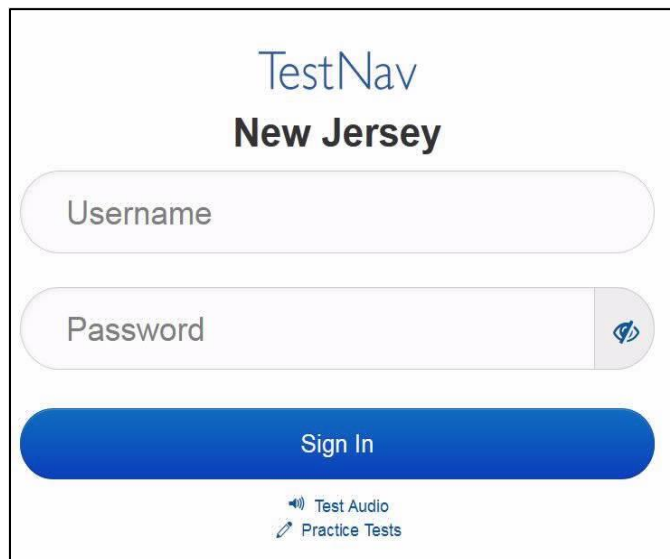 TestNav
New Jersey
Username
Password
Sign In
Test Audio
Practice Tests